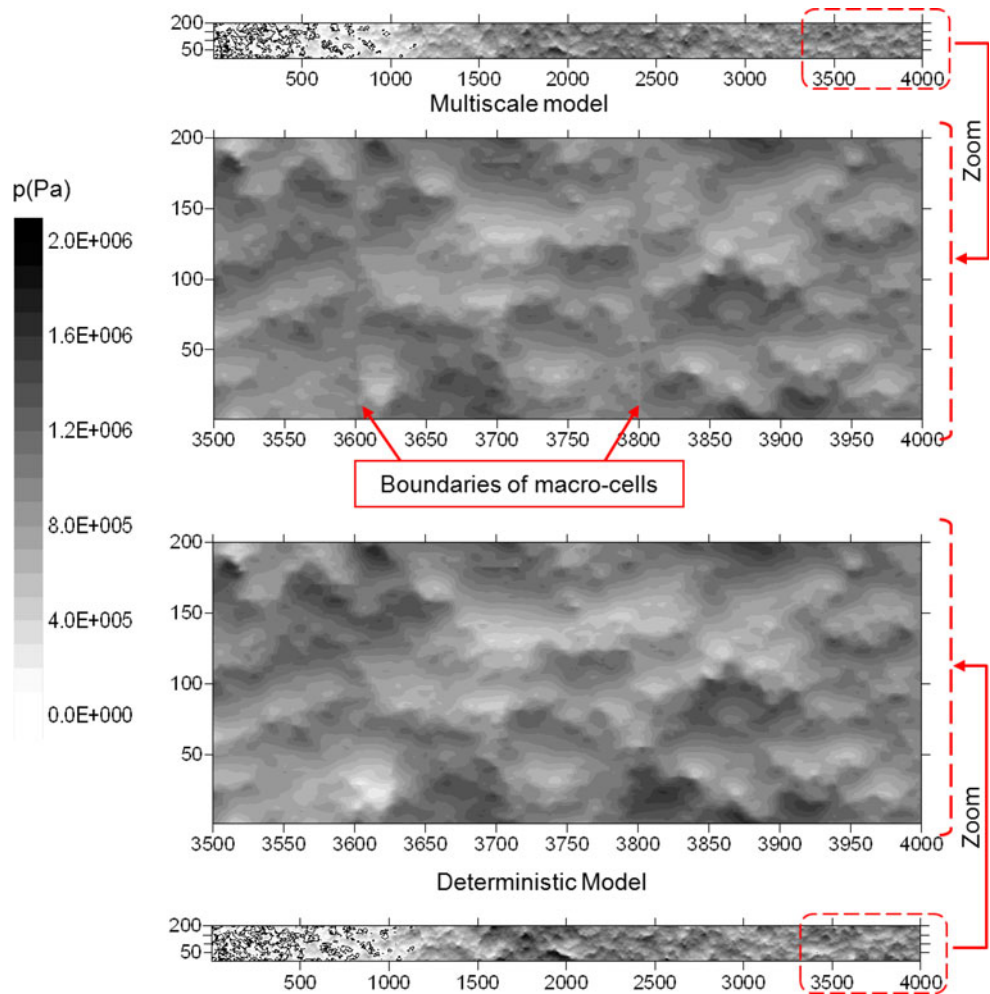 200
50
500 1000 1500 2000 2500 3000 3500 4000
Multiscale model
Zoom
p(Pa)
2.0E+006
1.6E+006
1.2E+006
8.0E+005
4.0E+005
0.0E+000
200
150
100
50
3500 3550 3600 3650 3700 3750 3800 3850 3900 3950 4000
Boundaries of macro-cells
200
150
100
50
3500 3550 3600 3650 3700 3750 3800 3850 3900 3950 4000
Zoom
Deterministic Model
200
50
500 1000 1500 2000 2500 3000 3500 4000